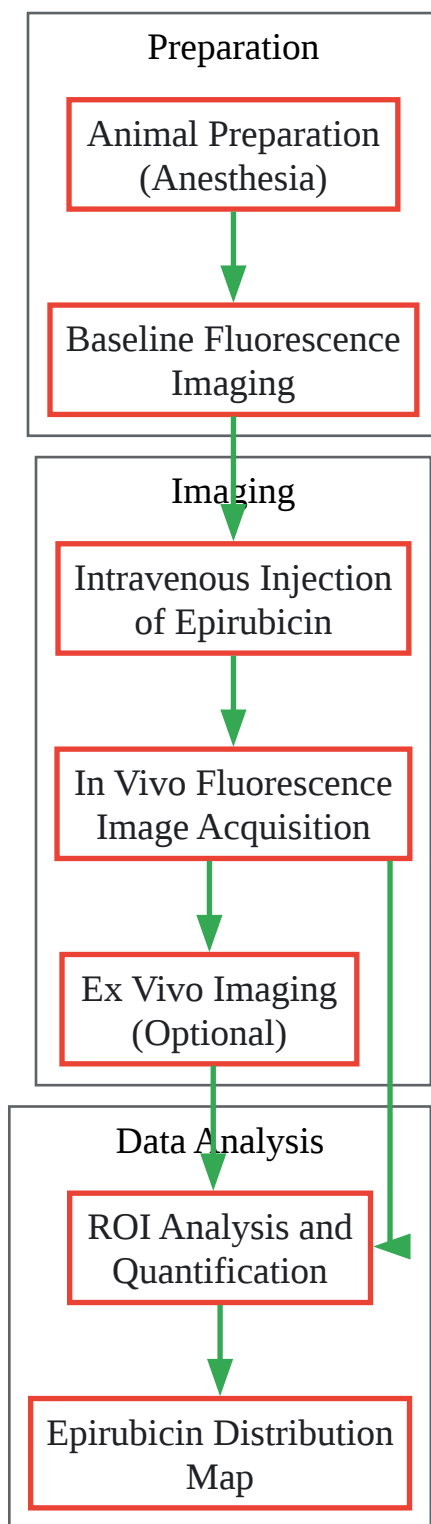 Preparation
Animal Preparation
(Anesthesia)
Baseline Fluorescence
Imaging
Imaging
Intravenous Injection
of Epirubicin
In Vivo Fluorescence
Image Acquisition
Ex Vivo Imaging
(Optional)
Data Analysis
ROI Analysis and
Quantification
Epirubicin Distribution
Map